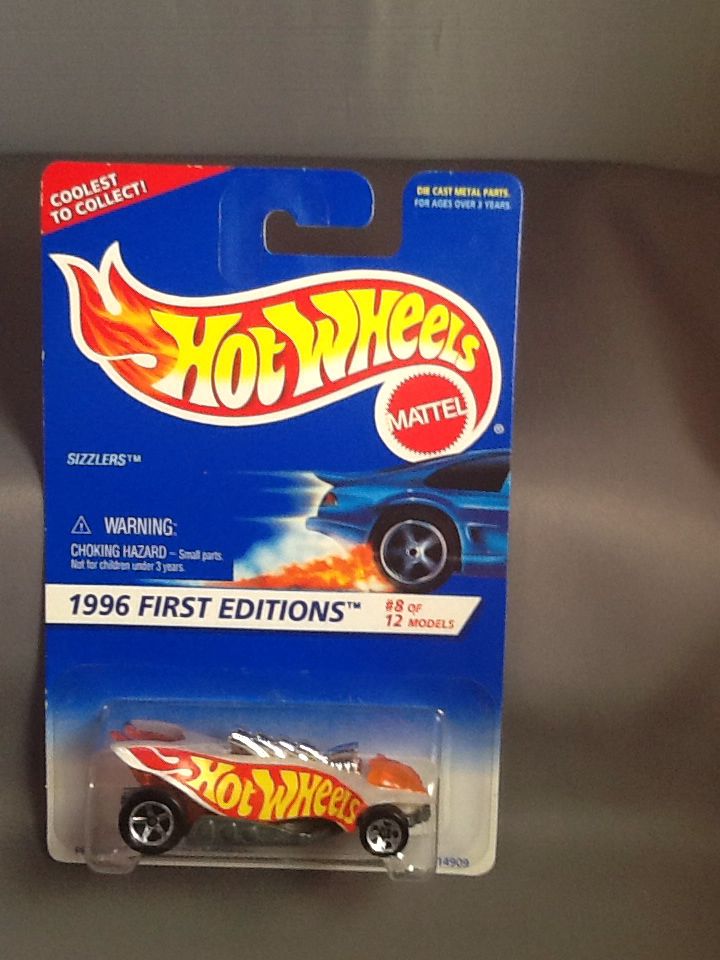 COOLEST
TO COLLECT!
DIE CAST METAL PARTS.
FOR AGES OVER 3 YEARS.
HOT WHEELS
MATTEL
®
SIZZLERS™
⚠ WARNING:
CHOKING HAZARD – Small parts.
Not for children under 3 years.
1996 FIRST EDITIONS™
#8 OF
12 MODELS
HOT WHEELS
14909